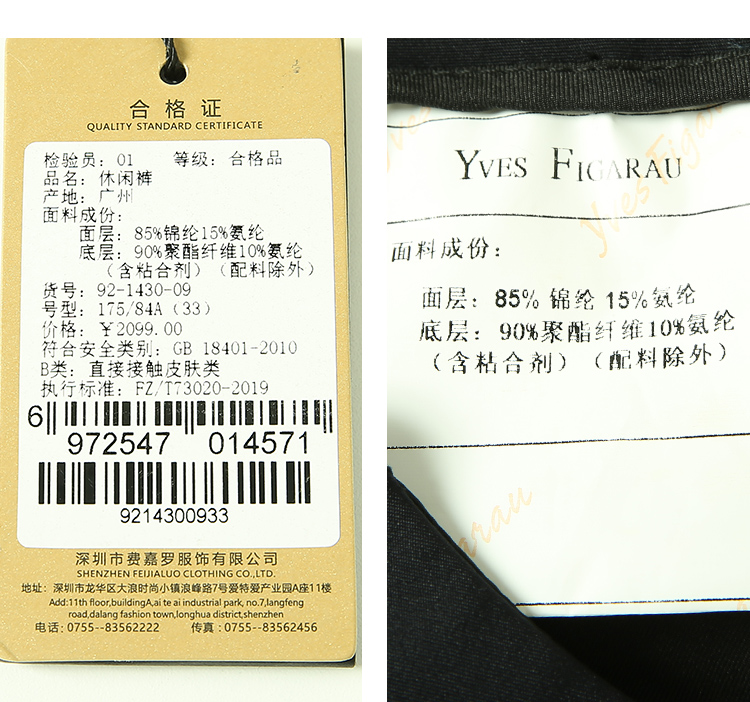 合格证
QUALITY STANDARD CERTIFICATE
检验员：01 等级：合格品
品名：休闲裤
产地：广州
面料成份：
面层：85%锦纶15%氨纶
底层：90%聚酯纤维10%氨纶
（含粘合剂）（配料除外）
货号：92-1430-09
号型：175/84A（33）
价格：￥2099.00
符合安全类别：GB 18401-2010
B类：直接接触皮肤类
执行标准：FZ/T73020-2019
6 972547 014571
9214300933
深圳市费嘉罗服饰有限公司
SHENZHEN FEIJIALUO CLOTHING CO.,LTD.
地址：深圳市龙华区大浪时尚小镇浪峰路7号爱特爱产业园A座11楼
Add:11th floor,buildingA,ai te ai industrial park, no.7,langfeng
road,dalang fashion town,longhua district,shenzhen
电话：0755--83562222 传真：0755--83562456
YVES FIGARAU
Yves Figarau
面料成份：
面层：85% 锦纶 15%氨纶
底层：90%聚酯纤维10%氨纶
（含粘合剂）（配料除外）
garau